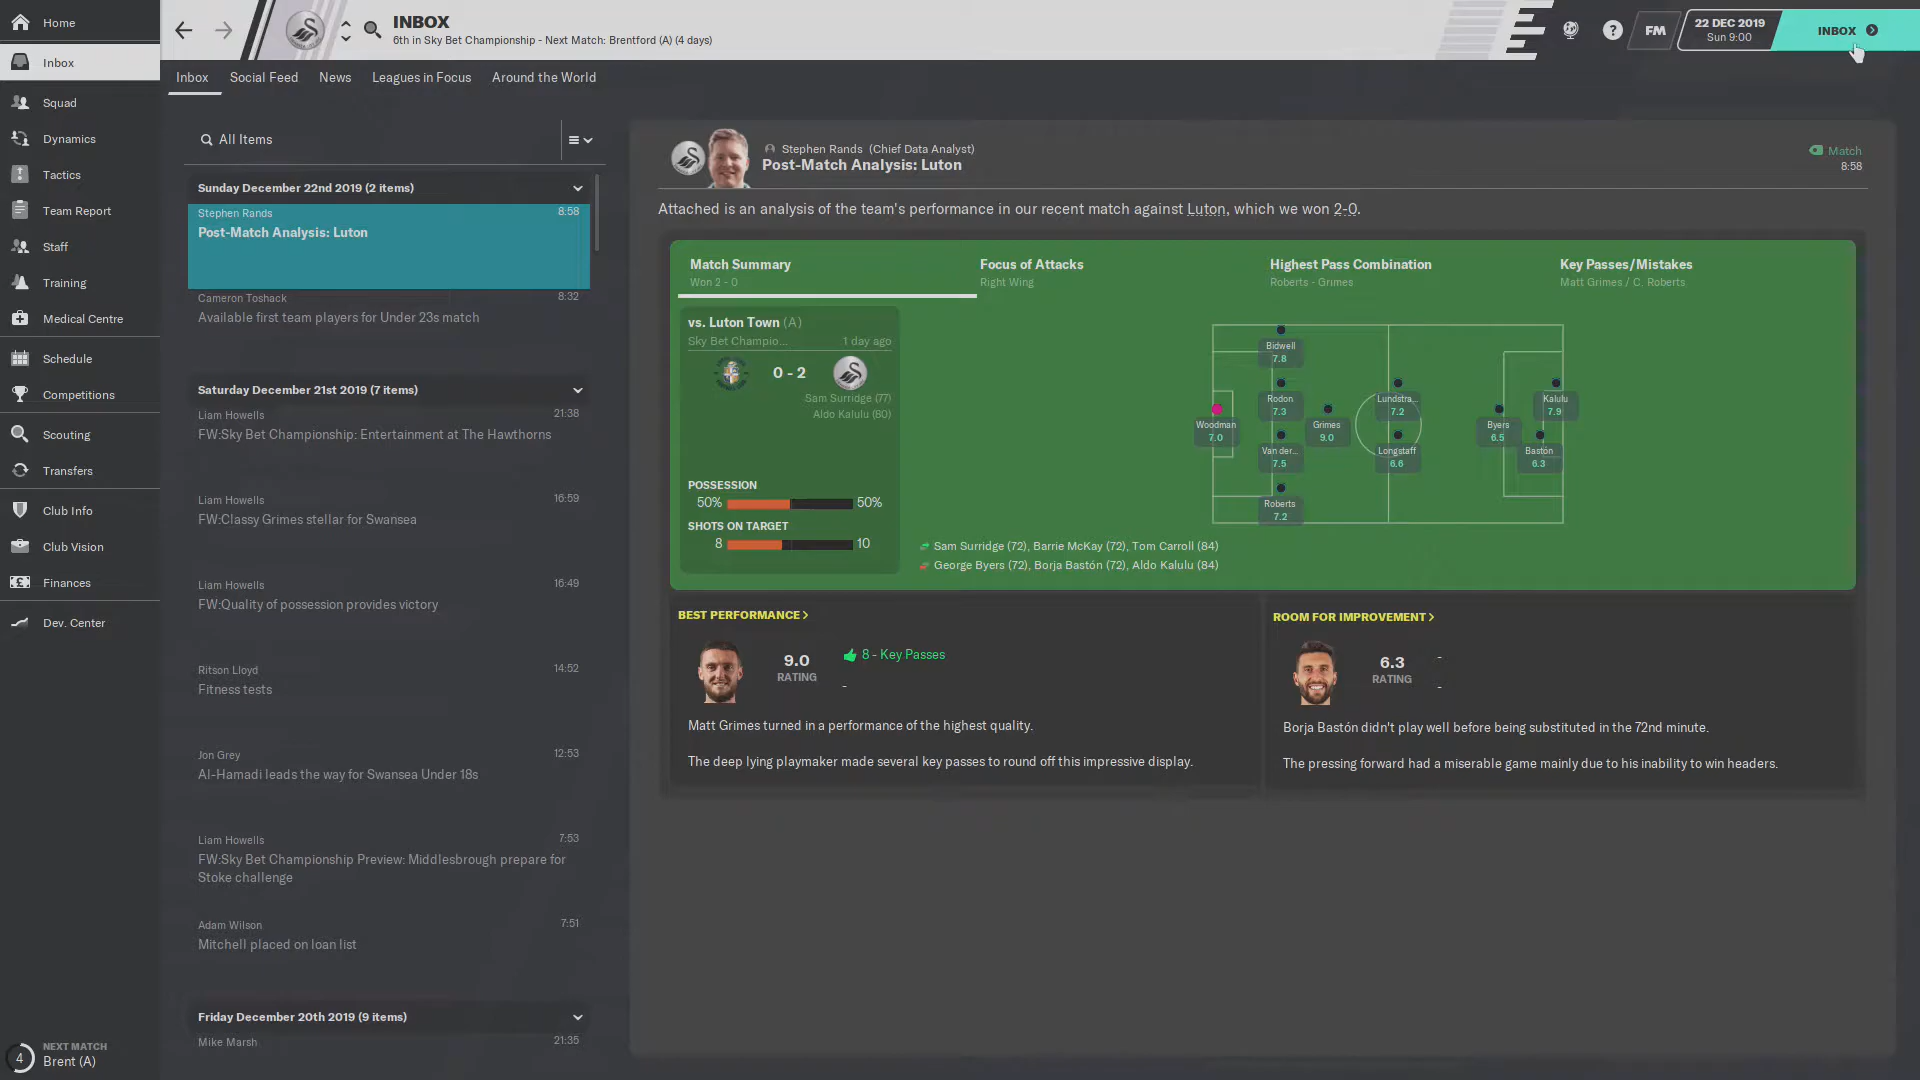 Home
Inbox
Squad
Dynamics
Tactics
Team Report
Staff
Training
Medical Centre
Schedule
Competitions
Scouting
Transfers
Club Info
Club Vision
Finances
Dev. Center
4
NEXT MATCH
Brent (A)
INBOX
6th in Sky Bet Championship - Next Match: Brentford (A) (4 days)
?
FM
22 DEC 2019
Sun 9:00
INBOX
Inbox
Social Feed
News
Leagues in Focus
Around the World
All Items
Sunday December 22nd 2019 (2 items)
Stephen Rands
8:58
Post-Match Analysis: Luton
Cameron Toshack
8:32
Available first team players for Under 23s match
Saturday December 21st 2019 (7 items)
Liam Howells
21:38
FW:Sky Bet Championship: Entertainment at The Hawthorns
Liam Howells
16:59
FW:Classy Grimes stellar for Swansea
Liam Howells
16:49
FW:Quality of possession provides victory
Ritson Lloyd
14:52
Fitness tests
Jon Grey
12:53
Al-Hamadi leads the way for Swansea Under 18s
Liam Howells
7:53
FW:Sky Bet Championship Preview: Middlesbrough prepare for
Stoke challenge
Adam Wilson
7:51
Mitchell placed on loan list
Friday December 20th 2019 (9 items)
Mike Marsh
21:35
Stephen Rands (Chief Data Analyst)
Post-Match Analysis: Luton
Match
8:58
Attached is an analysis of the team's performance in our recent match against Luton, which we won 2-0.
Match Summary
Won 2 - 0
Focus of Attacks
Right Wing
Highest Pass Combination
Roberts - Grimes
Key Passes/Mistakes
Matt Grimes / C. Roberts
vs. Luton Town (A)
Sky Bet Champio...
1 day ago
0 - 2
Sam Surridge (77)
Aldo Kalulu (80)
POSSESSION
50%
50%
SHOTS ON TARGET
8
10
Bidwell
7.8
Rodon
7.3
Lundstra...
7.2
Kalulu
7.9
Woodman
7.0
Grimes
9.0
Byers
6.5
Van der...
7.5
Longstaff
6.6
Bastón
6.3
Roberts
7.2
Sam Surridge (72), Barrie McKay (72), Tom Carroll (84)
George Byers (72), Borja Bastón (72), Aldo Kalulu (84)
BEST PERFORMANCE >
9.0
RATING
8 - Key Passes
-
Matt Grimes turned in a performance of the highest quality.
The deep lying playmaker made several key passes to round off this impressive display.
ROOM FOR IMPROVEMENT >
6.3
RATING
-
-
Borja Bastón didn't play well before being substituted in the 72nd minute.
The pressing forward had a miserable game mainly due to his inability to win headers.